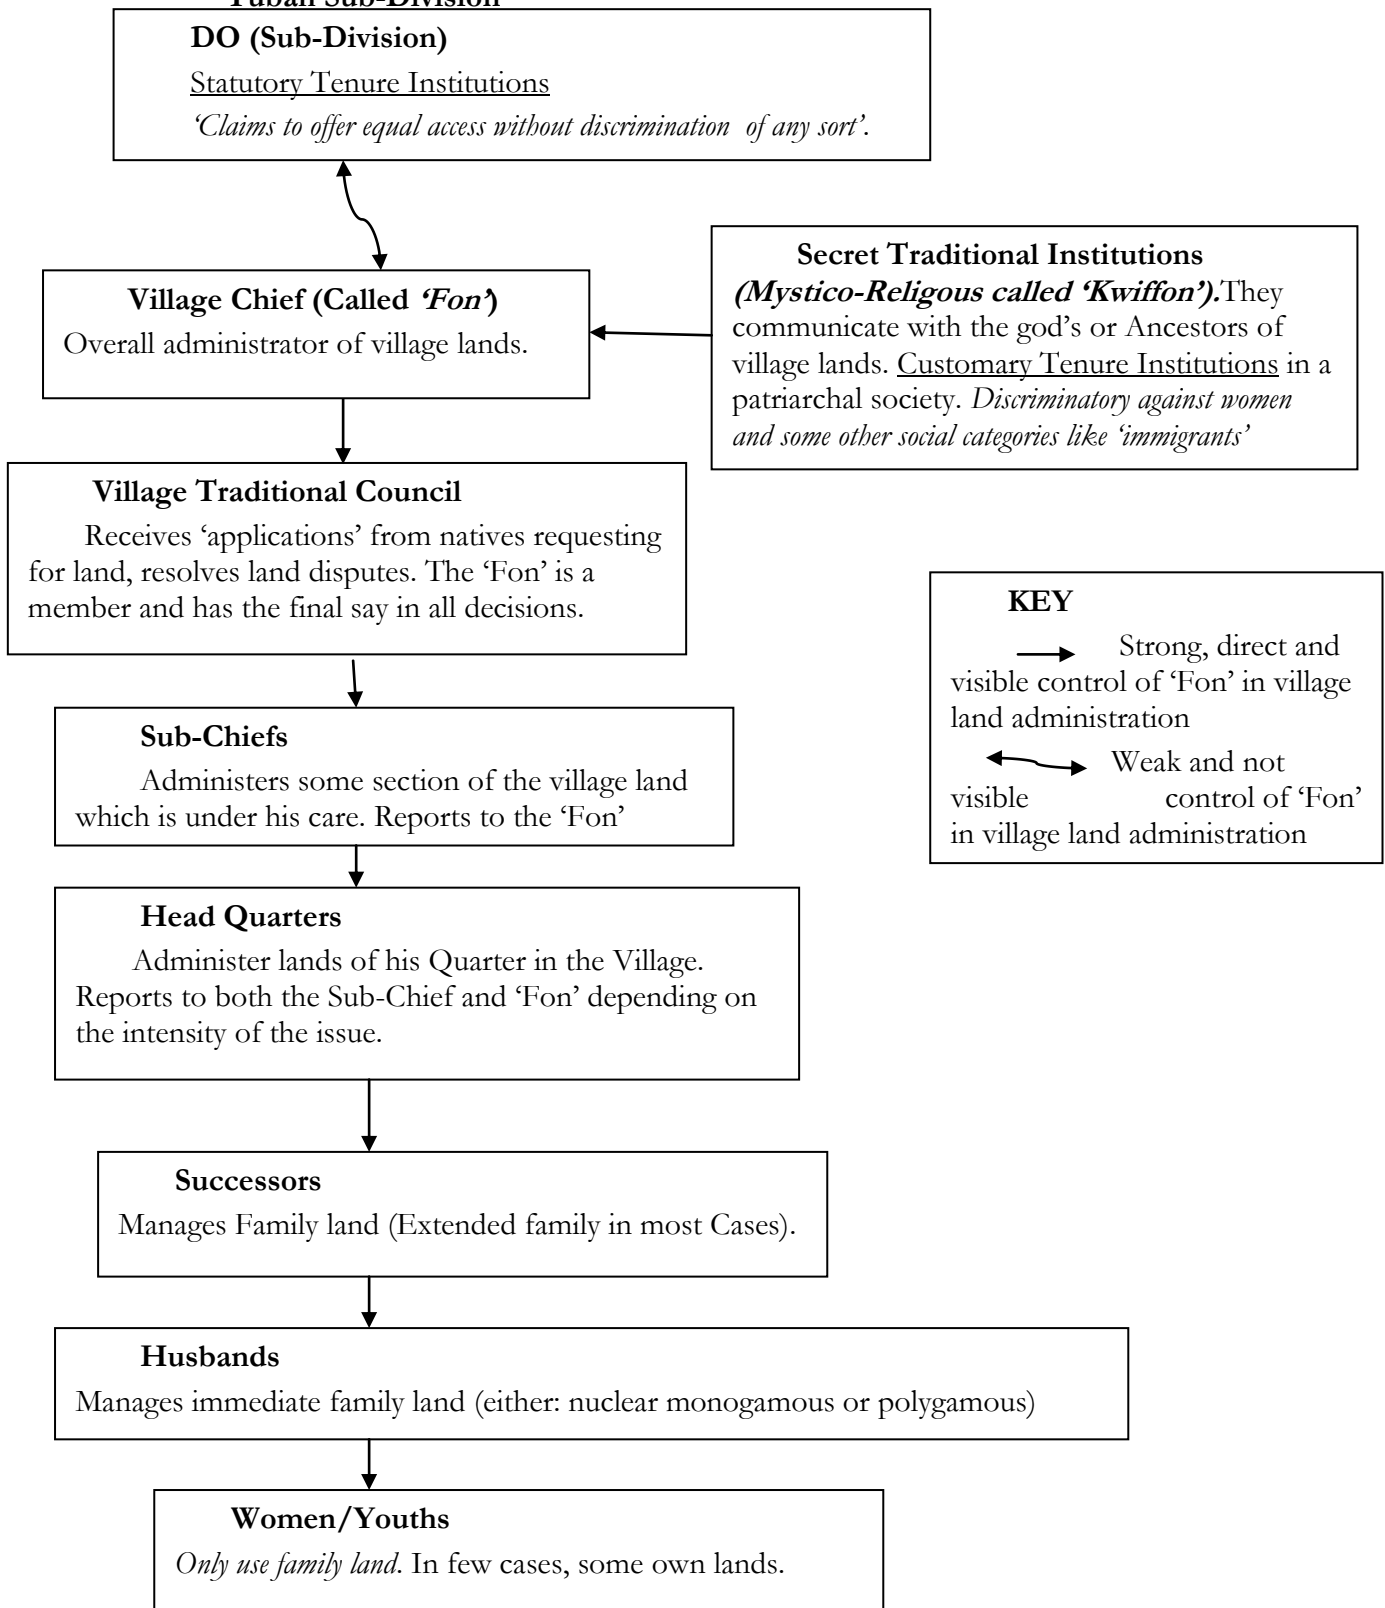 Tuban Sub-Division
DO (Sub-Division)
Statutory Tenure Institutions
‘Claims to offer equal access without discrimination of any sort’.
Village Chief (Called ‘Fon’)
Overall administrator of village lands.
Secret Traditional Institutions
(Mystico-Religous called ‘Kwiffon’).They
communicate with the god’s or Ancestors of
village lands. Customary Tenure Institutions in a
patriarchal society. Discriminatory against women
and some other social categories like ‘immigrants’
Village Traditional Council
Receives ‘applications’ from natives requesting
for land, resolves land disputes. The ‘Fon’ is a
member and has the final say in all decisions.
KEY
Strong, direct and
visible control of ‘Fon’ in village
land administration
Weak and not
visible control of ‘Fon’
in village land administration
Sub-Chiefs
Administers some section of the village land
which is under his care. Reports to the ‘Fon’
Head Quarters
Administer lands of his Quarter in the Village.
Reports to both the Sub-Chief and ‘Fon’ depending on
the intensity of the issue.
Successors
Manages Family land (Extended family in most Cases).
Husbands
Manages immediate family land (either: nuclear monogamous or polygamous)
Women/Youths
Only use family land. In few cases, some own lands.